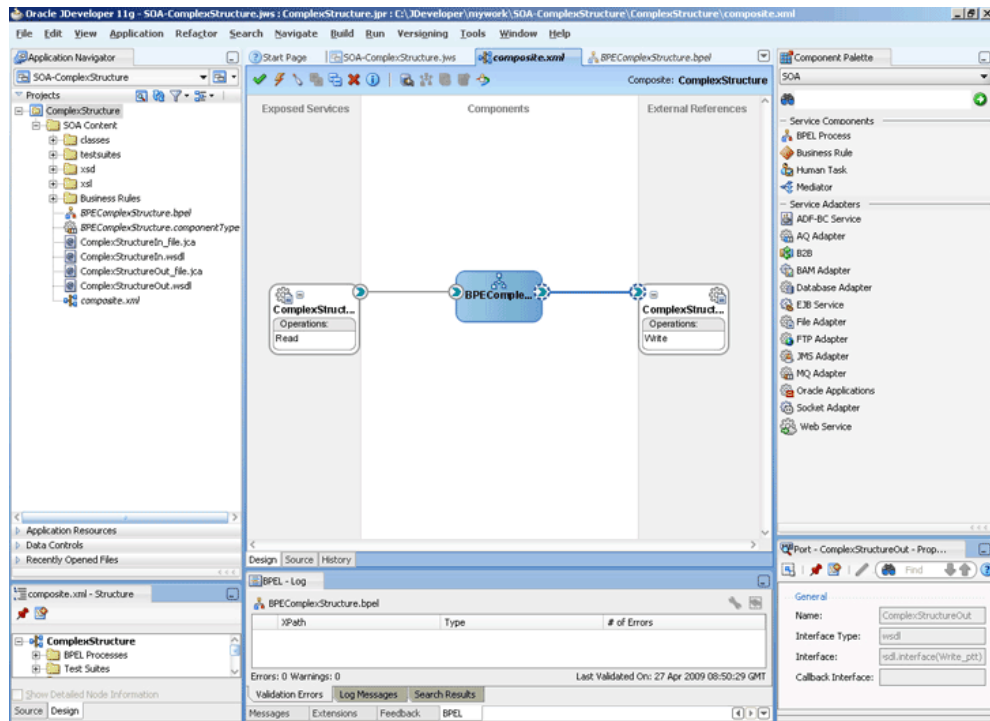 Oracle JDeveloper 11g - SOA-ComplexStructure.jws : ComplexStructure.jpr : C:\JDeveloper\mywork\SOA-ComplexStructure\ComplexStructure\composite.xml
File Edit View Application Refactor Search Navigate Build Run Versioning Tools Window Help
Application Navigator
SOA-ComplexStructure
Projects
ComplexStructure
SOA Content
classes
testsuites
xsd
xsl
Business Rules
BPEComplexStructure.bpel
BPEComplexStructure.componentType
ComplexStructureIn_file.jca
ComplexStructureIn.wsdl
ComplexStructureOut_file.jca
ComplexStructureOut.wsdl
composite.xml
Application Resources
Data Controls
Recently Opened Files
composite.xml - Structure
ComplexStructure
BPEL Processes
Test Suites
Show Detailed Node Information
Source Design
Start Page SOA-ComplexStructure.jws composite.xml BPEComplexStructure.bpel
Composite: ComplexStructure
Exposed Services Components External References
ComplexStruct...
Operations:
Read
BPEComple...
ComplexStruct...
Operations:
Write
Design Source History
BPEL - Log
BPEComplexStructure.bpel
XPath Type # of Errors
Errors: 0 Warnings: 0 Last Validated On: 27 Apr 2009 08:50:29 GMT
Validation Errors Log Messages Search Results
Messages Extensions Feedback BPEL
Component Palette
SOA
Service Components
BPEL Process
Business Rule
Human Task
Mediator
Service Adapters
ADF-BC Service
AQ Adapter
B2B
BAM Adapter
Database Adapter
EJB Service
File Adapter
FTP Adapter
JMS Adapter
MQ Adapter
Oracle Applications
Socket Adapter
Web Service
Port - ComplexStructureOut - Prop...
Find
General
Name: ComplexStructureOut
Interface Type: wsdl
Interface: sdl.interface(Write_ptt)
Callback Interface: